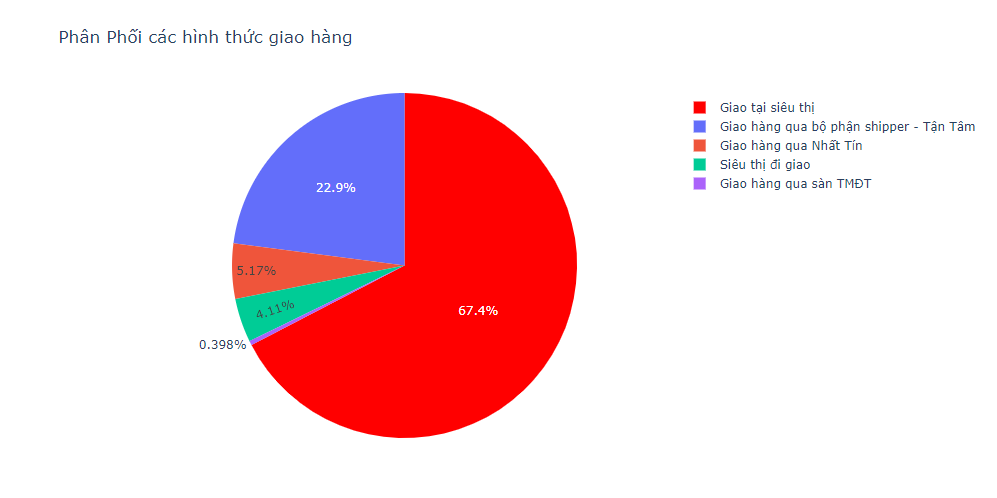 Phân Phối các hình thức giao hàng
Giao tại siêu thị
Giao hàng qua bộ phận shipper - Tận Tâm
Giao hàng qua Nhất Tín
Siêu thị đi giao
Giao hàng qua sàn TMĐT
22.9%
5.17%
4.11%
0.398%
67.4%